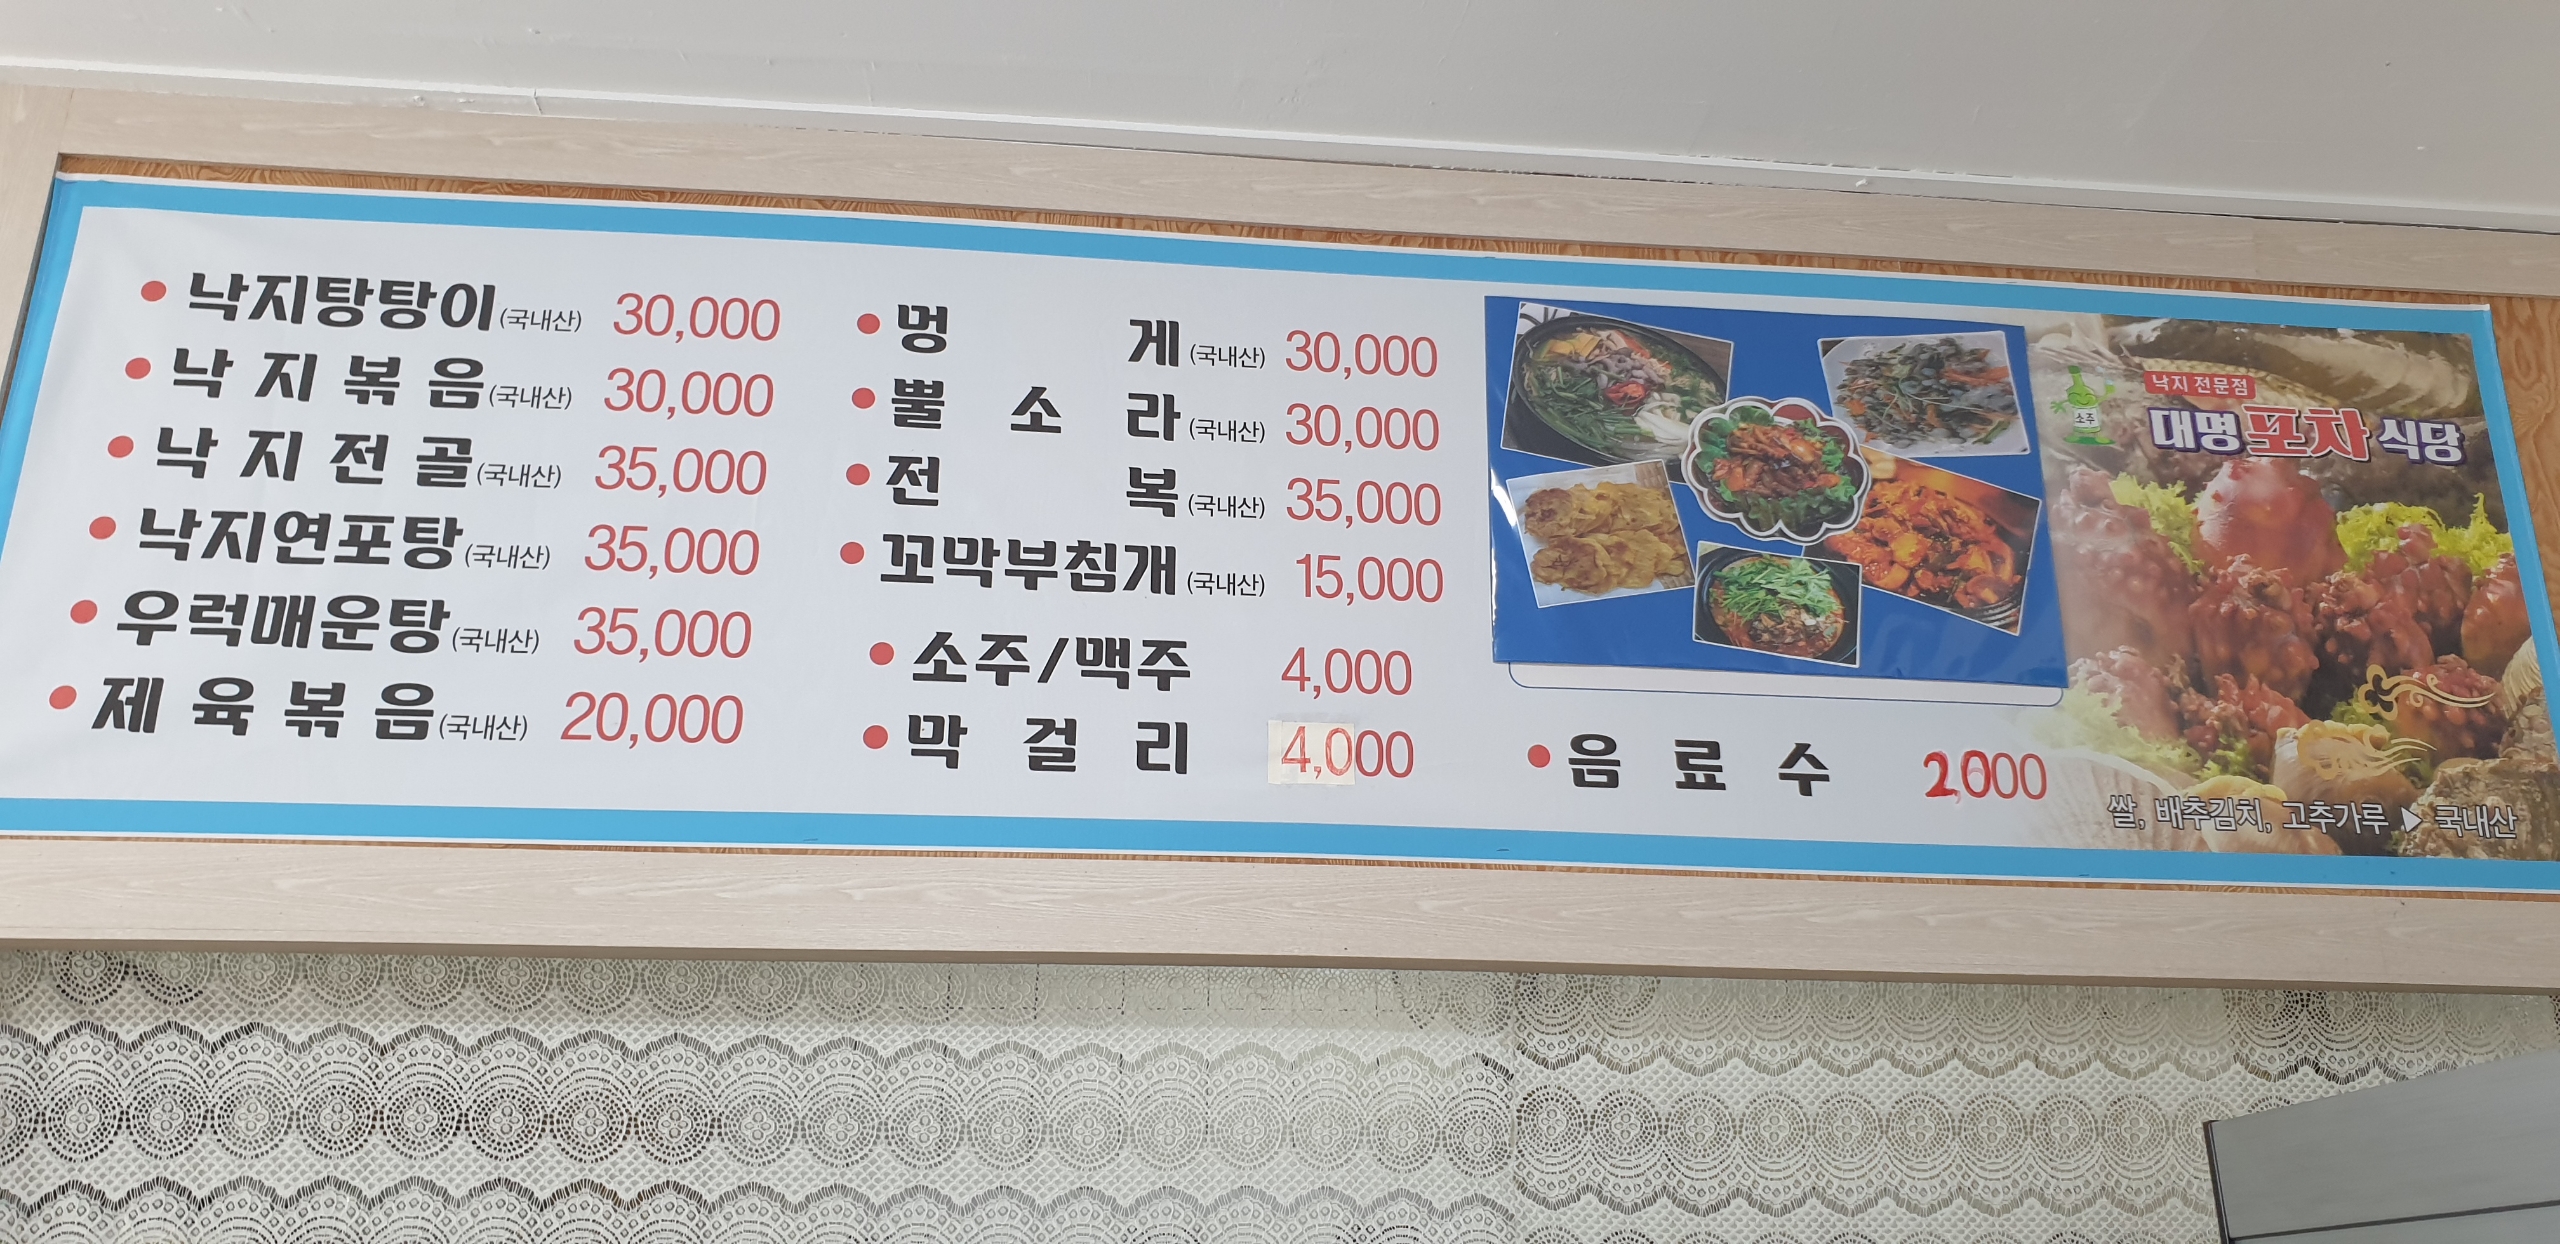 낙지탕탕이(국내산) 30,000
낙지볶음(국내산) 30,000
낙지전골(국내산) 35,000
낙지연포탕(국내산) 35,000
우럭매운탕(국내산) 35,000
제육볶음(국내산) 20,000
멍게(국내산) 30,000
뿔소라(국내산) 30,000
전복(국내산) 35,000
꼬막부침개(국내산) 15,000
소주/맥주 4,000
막걸리 4,000
음료수 2,000
소주
낙지 전문점
대명포차식당
쌀, 배추김치, 고추가루 ▶ 국내산